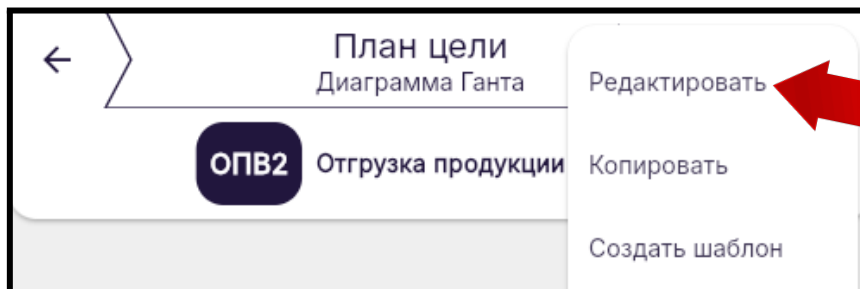 План цели
Диаграмма Ганта
ОПВ2 Отгрузка продукции
Редактировать
Копировать
Создать шаблон